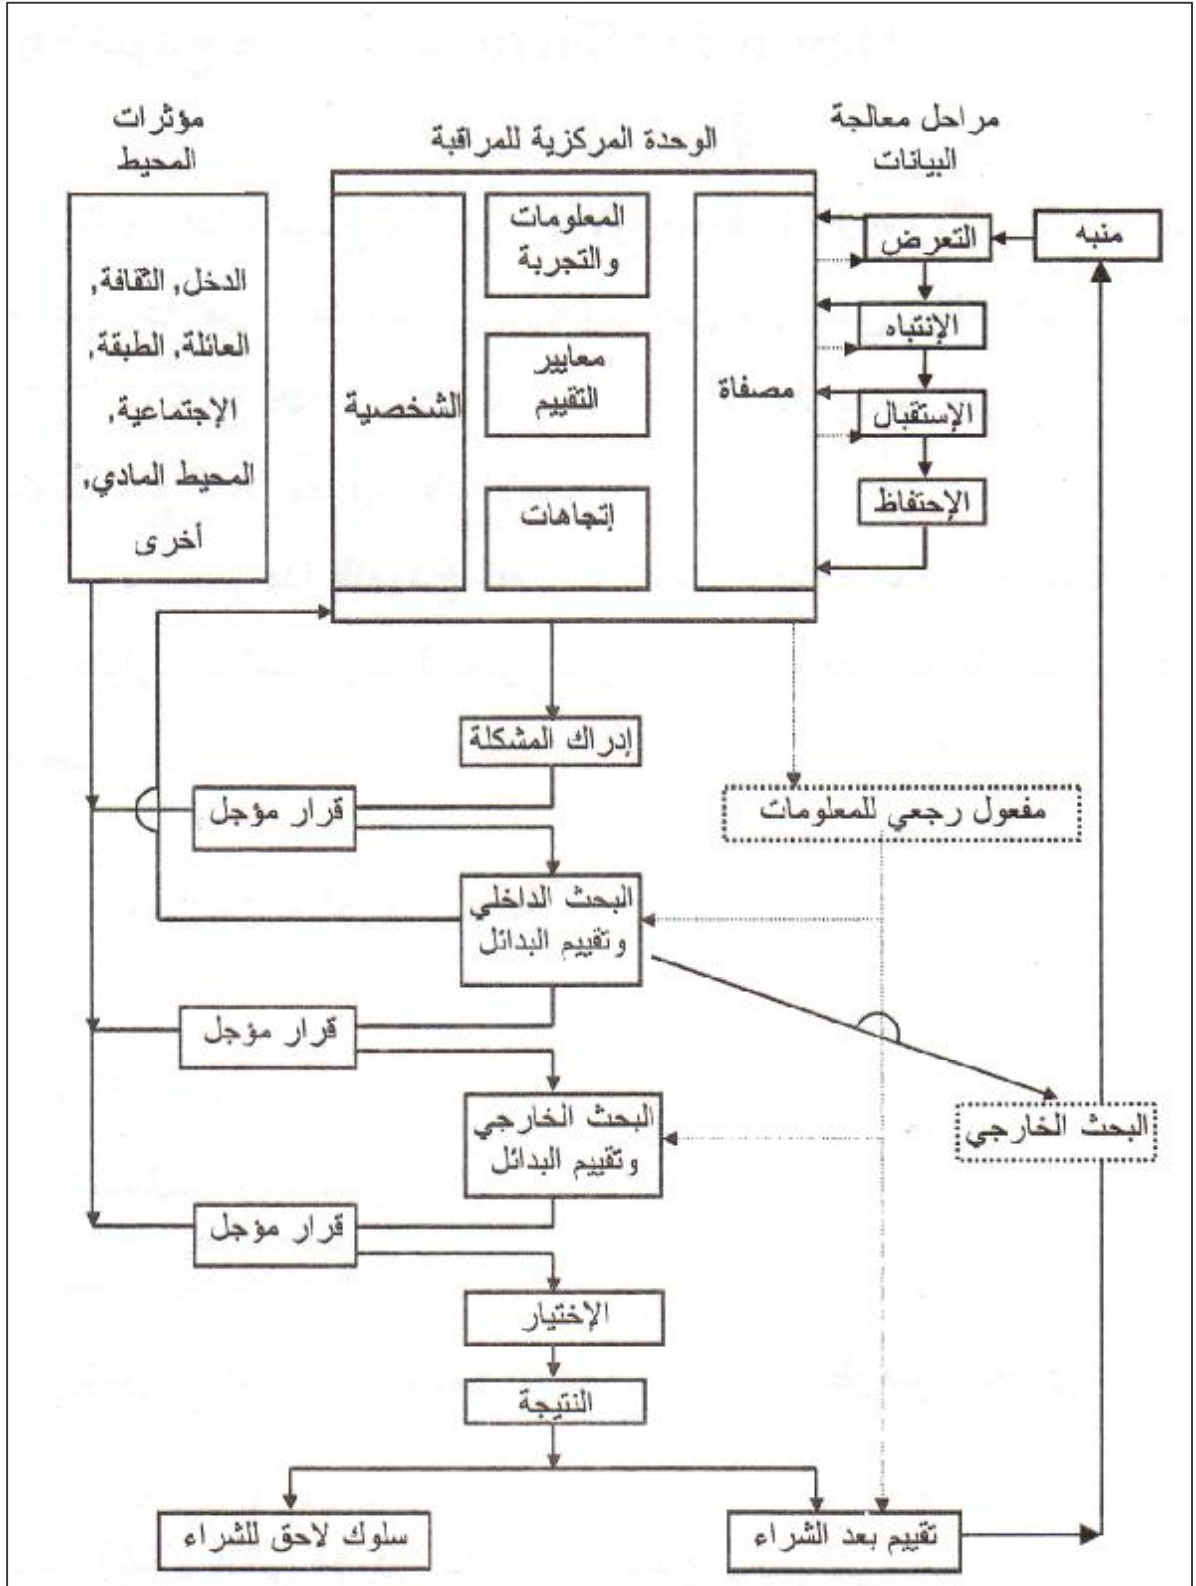 مراحل معالجة
البيانات
الوحدة المركزية للمراقبة
مؤثرات
المحيط
منبه
التعرض
الإنتباه
الإستقبال
الإحتفاظ
مصفاة
المعلومات
والتجربة
معايير
التقييم
إتجاهات
الشخصية
الدخل, الثقافة,
العائلة, الطبقة,
الإجتماعية,
المحيط المادي,
أخرى
إدراك المشكلة
قرار مؤجل
مفعول رجعي للمعلومات
البحث الداخلي
وتقييم البدائل
قرار مؤجل
البحث الخارجي
وتقييم البدائل
البحث الخارجي
قرار مؤجل
الإختيار
النتيجة
تقييم بعد الشراء
سلوك لاحق للشراء